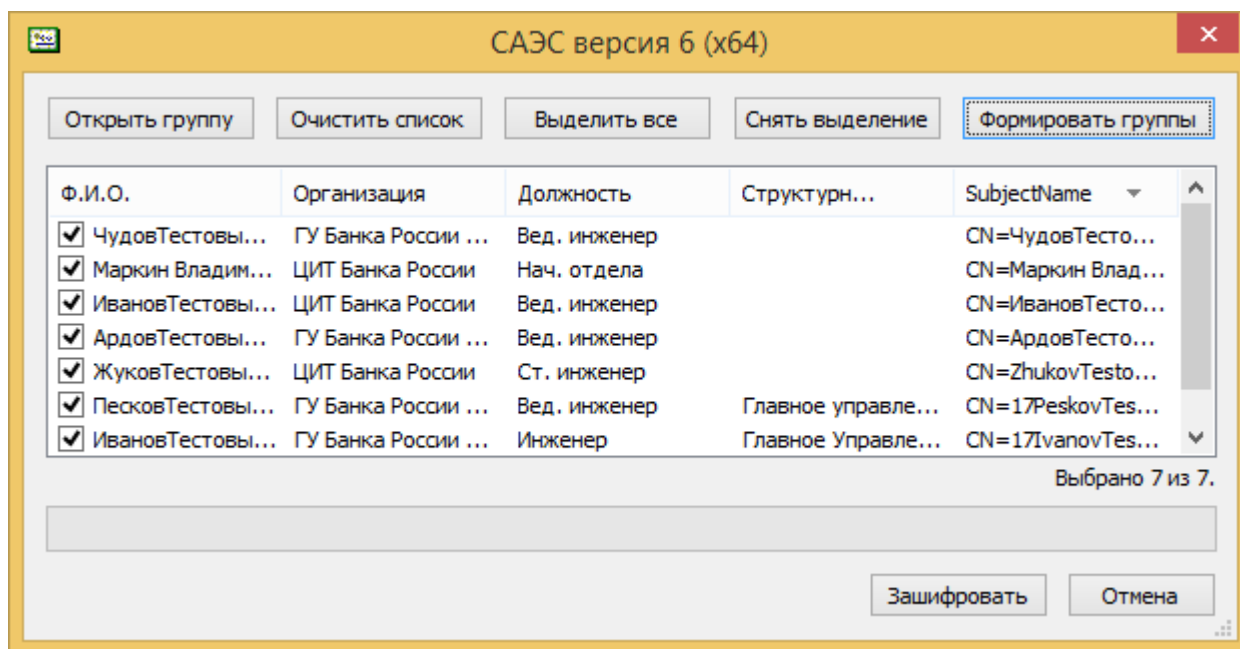 САЭС версия 6 (x64)
Открыть группу Очистить список Выделить все Снять выделение Формировать группы
Ф.И.О. Организация Должность Структурн... SubjectName
ЧудовТестовы... ГУ Банка России ... Вед. инженер CN=ЧудовТесто...
Маркин Владим... ЦИТ Банка России Нач. отдела CN=Маркин Влад...
ИвановТестовы... ЦИТ Банка России Вед. инженер CN=ИвановТесто...
АрдовТестовы... ГУ Банка России ... Вед. инженер CN=АрдовТесто...
ЖуковТестовы... ЦИТ Банка России Ст. инженер CN=ZhukovTesto...
ПесковТестовы... ГУ Банка России ... Вед. инженер Главное управле... CN=17PeskovTes...
ИвановТестовы... ГУ Банка России ... Инженер Главное Управле... CN=17IvanovTes...
Выбрано 7 из 7.
Зашифровать Отмена